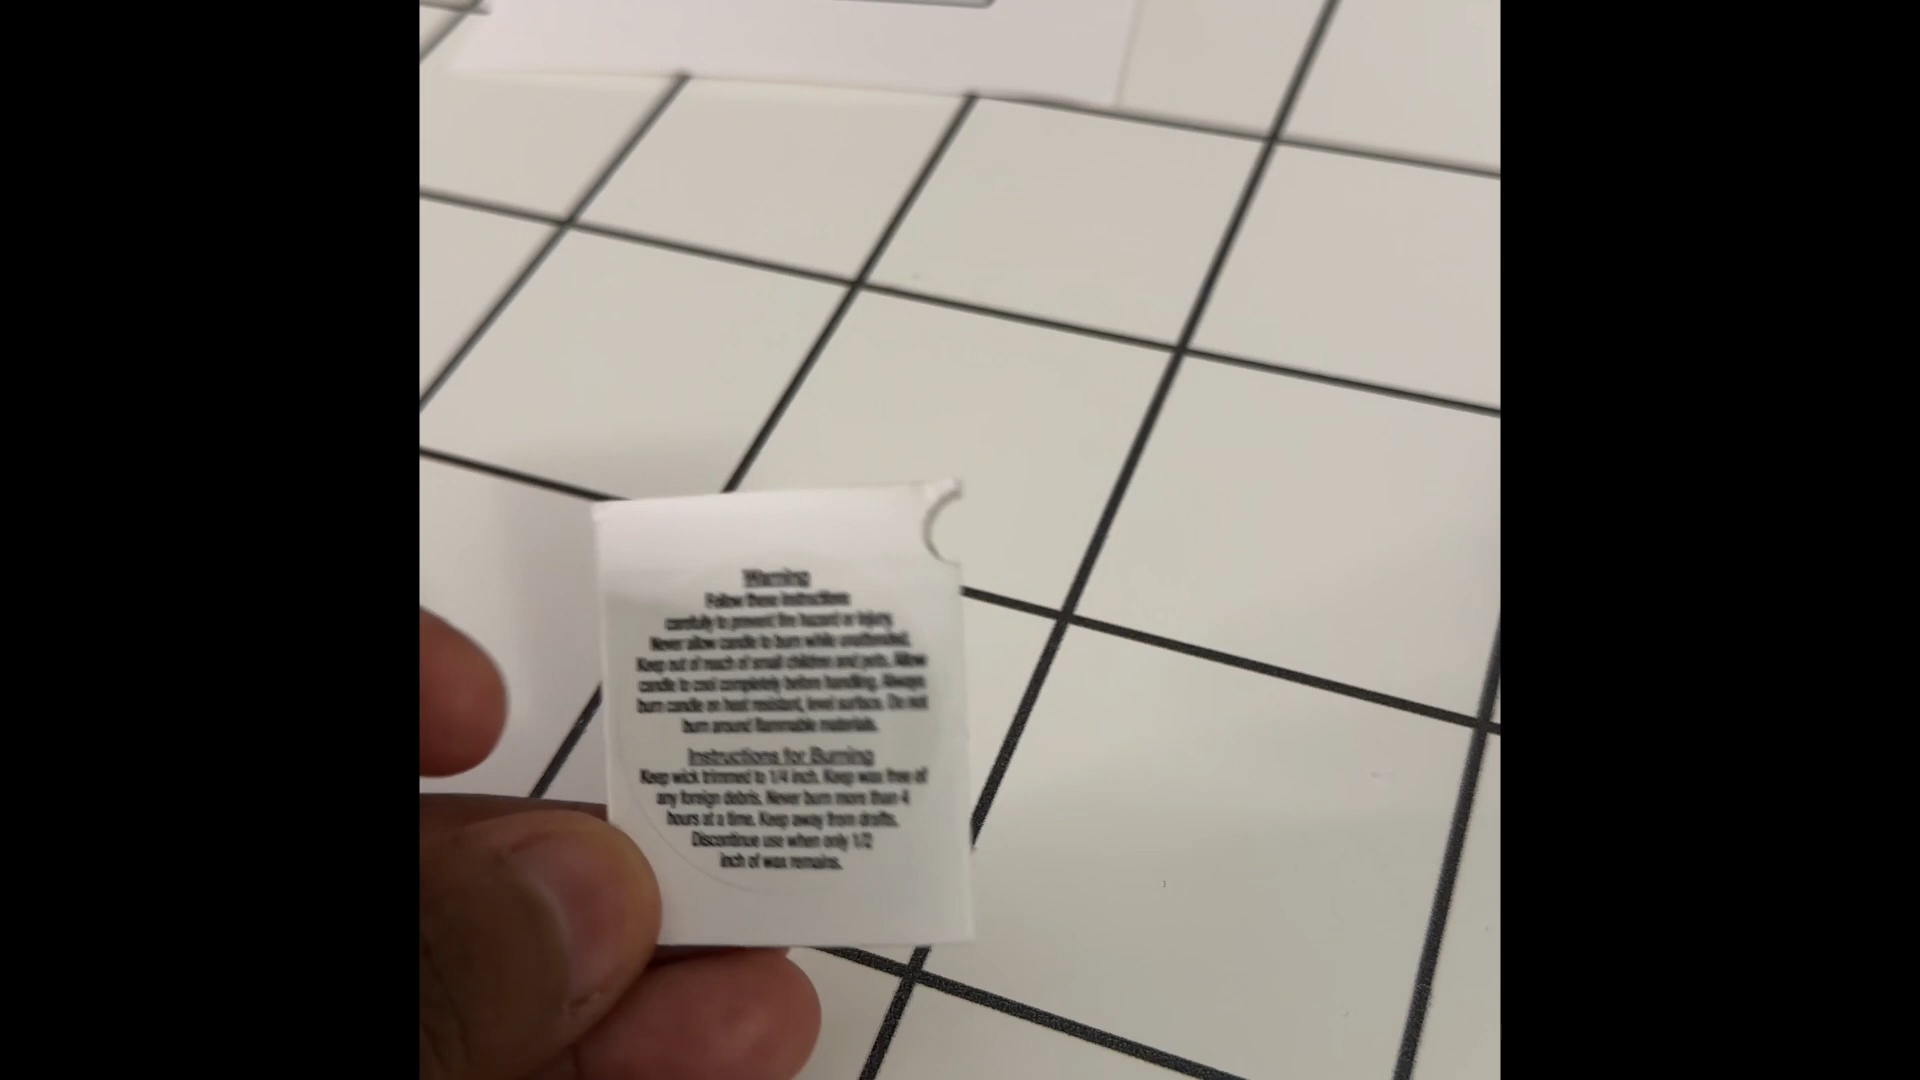 Warning
Follow these instructions
carefully to prevent fire hazard or injury.
Never allow candle to burn while unattended.
Keep out of reach of small children and pets. Allow
candle to cool completely before handling. Always
burn candle on heat resistant, level surface. Do not
burn around flammable materials.
Instructions for Burning
Keep wick trimmed to 1/4 inch. Keep wax free of
any foreign debris. Never burn more than 4
hours at a time. Keep away from drafts.
Discontinue use when only 1/2
inch of wax remains.